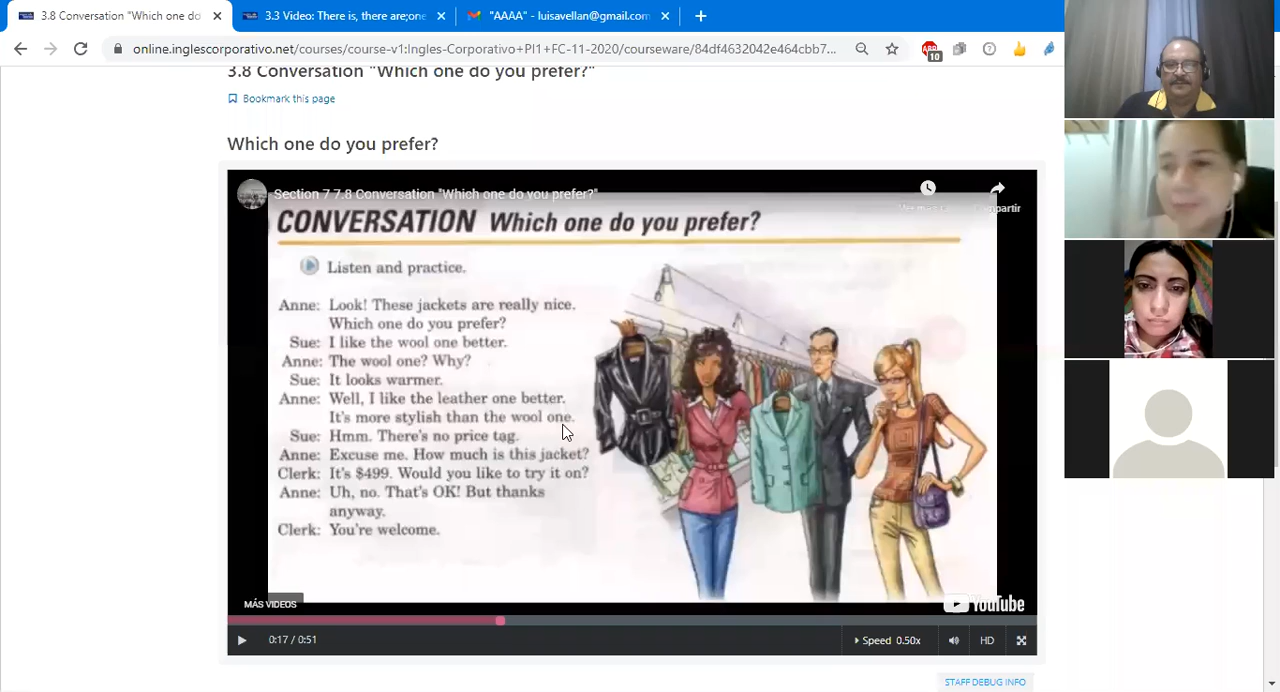 3.8 Conversation "Which one do
3.3 Video: There is, there are;one
"AAAA" - luisavellan@gmail.com
online.inglescorporativo.net/courses/course-v1:Ingles-Corporativo+PI1+FC-11-2020/courseware/84df4632042e464cbb7...
ABP
10
3.8 Conversation "Which one do you prefer?"
Bookmark this page
Which one do you prefer?
Section 7 7.8 Conversation "Which one do you prefer?"
CONVERSATION Which one do you prefer?
Listen and practice.
Anne: Look! These jackets are really nice.
Which one do you prefer?
Sue: I like the wool one better.
Anne: The wool one? Why?
Sue: It looks warmer.
Anne: Well, I like the leather one better.
It's more stylish than the wool one.
Sue: Hmm. There's no price tag.
Anne: Excuse me. How much is this jacket?
Clerk: It's $499. Would you like to try it on?
Anne: Uh, no. That's OK! But thanks
anyway.
Clerk: You're welcome.
MÁS VIDEOS
YouTube
0:17 / 0:51
Speed 0.50x
HD
STAFF DEBUG INFO